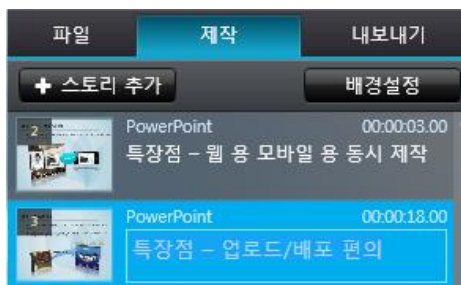 파일 제작 내보내기
+ 스토리 추가 배경설정
2 PowerPoint 00:00:03.00
특장점 – 웹 용 모바일 용 동시 제작
3 PowerPoint 00:00:18.00
특장점 – 업로드/배포 편의